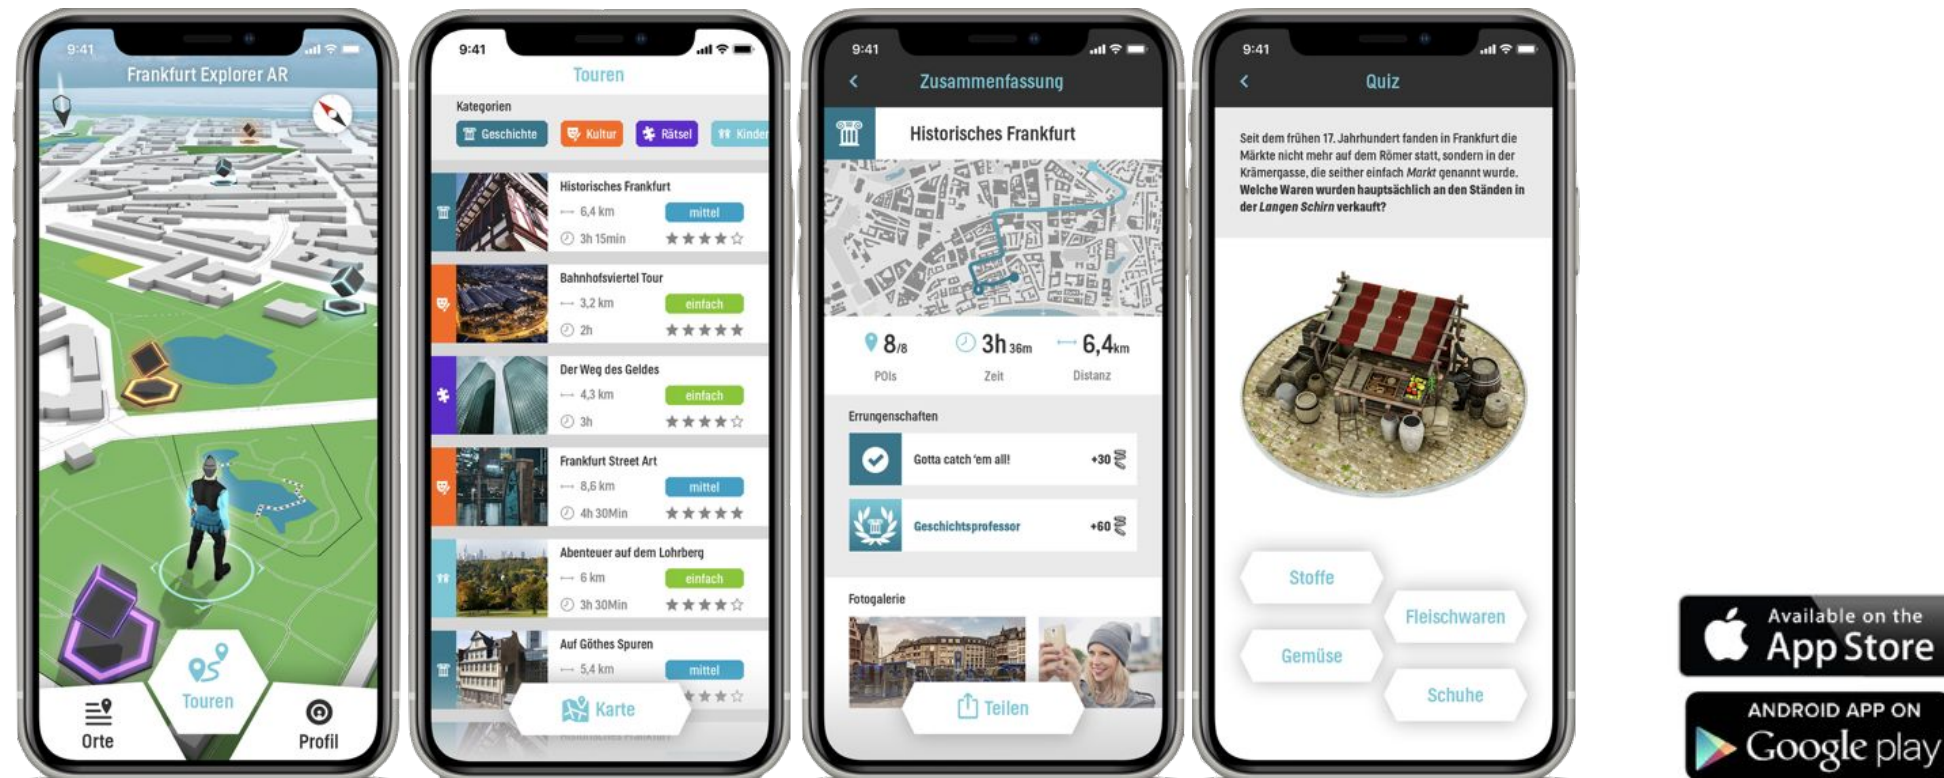 9:41
Frankfurt Explorer AR
Touren
Orte
Profil
9:41
Touren
Kategorien
Geschichte
Kultur
Rätsel
Kinder
Historisches Frankfurt
6,4 km
mittel
3h 15min
Bahnhofsviertel Tour
3,2 km
einfach
2h
Der Weg des Geldes
4,3 km
einfach
3h
Frankfurt Street Art
8,6 km
mittel
4h 30Min
Abenteuer auf dem Lohrberg
6 km
einfach
3h 30Min
Auf Göthes Spuren
5,4 km
mittel
Karte
Historisches Frankfurt
9:41
Zusammenfassung
Historisches Frankfurt
8/8
3h 36m
6,4km
POIs
Zeit
Distanz
Errungenschaften
Gotta catch 'em all!
+30
Geschichtsprofessor
+60
Fotogalerie
Teilen
9:41
Quiz
Seit dem frühen 17. Jahrhundert fanden in Frankfurt die
Märkte nicht mehr auf dem Römer statt, sondern in der
Krämergasse, die seither einfach Markt genannt wurde.
Welche Waren wurden hauptsächlich an den Ständen in
der Langen Schirn verkauft?
Stoffe
Fleischwaren
Gemüse
Schuhe
Available on the
App Store
ANDROID APP ON
Google play